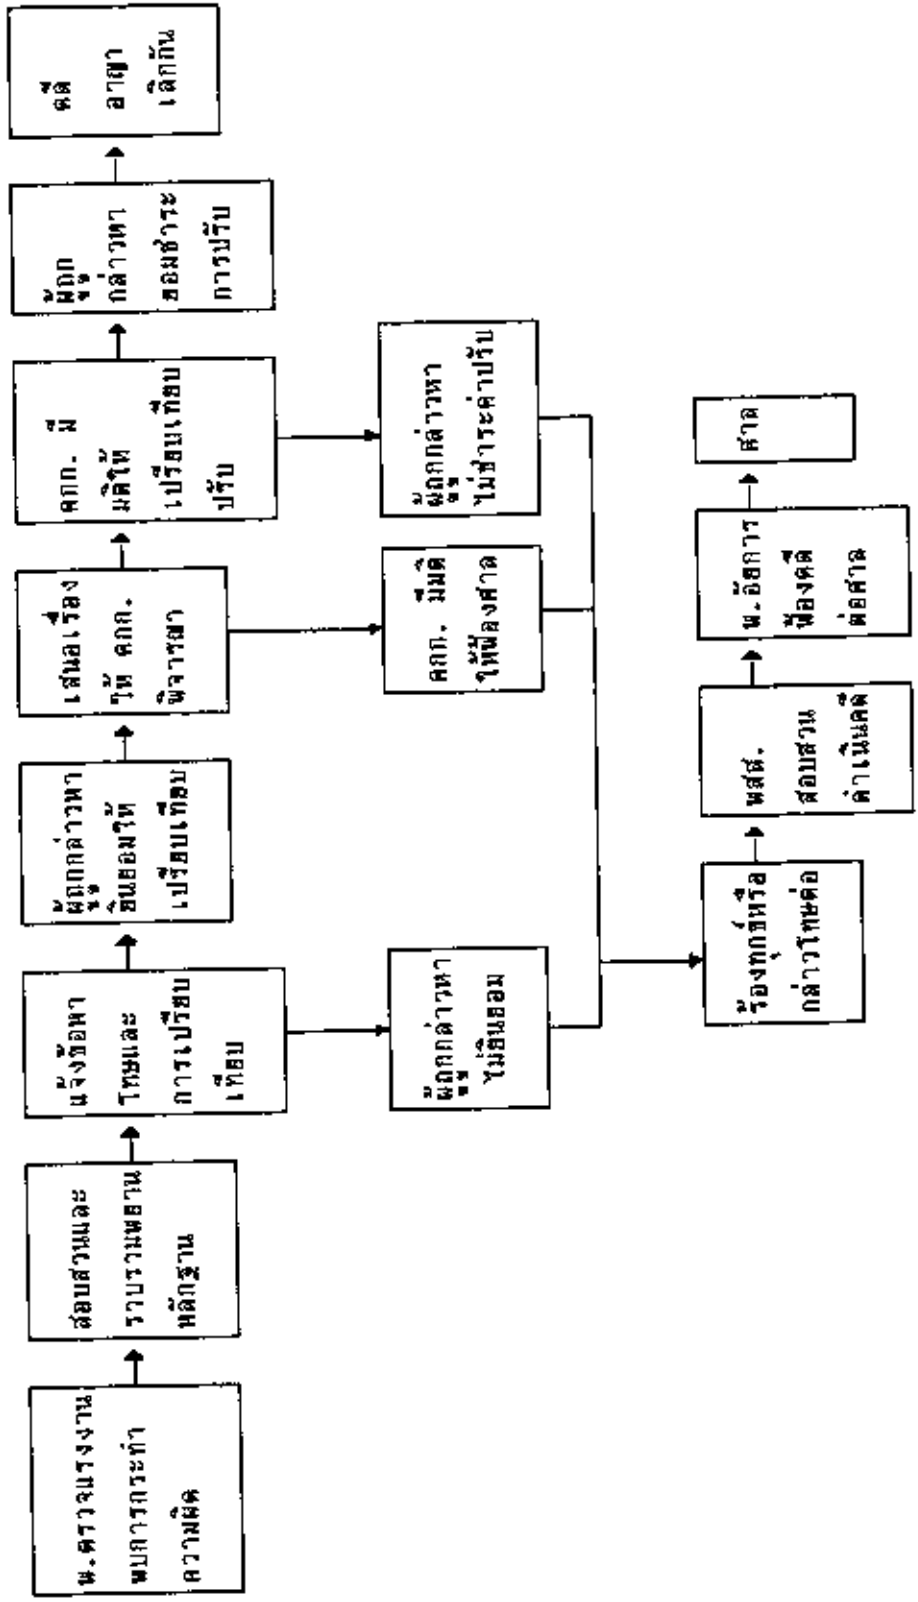 พ.ตรวจแรงงาน
พบการกระทำ
ความผิด
สอบสวนและ
รวบรวมพยาน
หลักฐาน
แจ้งข้อหา
โทษและ
การเปรียบ
เทียบ
ผู้ถูกกล่าวหา
ยินยอมให้
เปรียบเทียบ
เสนอเรื่อง
ให้ คกก.
พิจารณา
คกก. มี
มติให้
เปรียบเทียบ
ปรับ
ผู้ถูก
กล่าวหา
ยอมชำระ
การปรับ
คดี
อาญา
เลิกกัน
ผู้ถูกกล่าวหา
ไม่ยินยอม
คกก. มีมติ
ให้ฟ้องศาล
ผู้ถูกกล่าวหา
ไม่ชำระค่าปรับ
ร้องทุกข์หรือ
กล่าวโทษต่อ
พสส.
สอบสวน
ดำเนินคดี
พ.อัยการ
ฟ้องคดี
ต่อศาล
ศาล